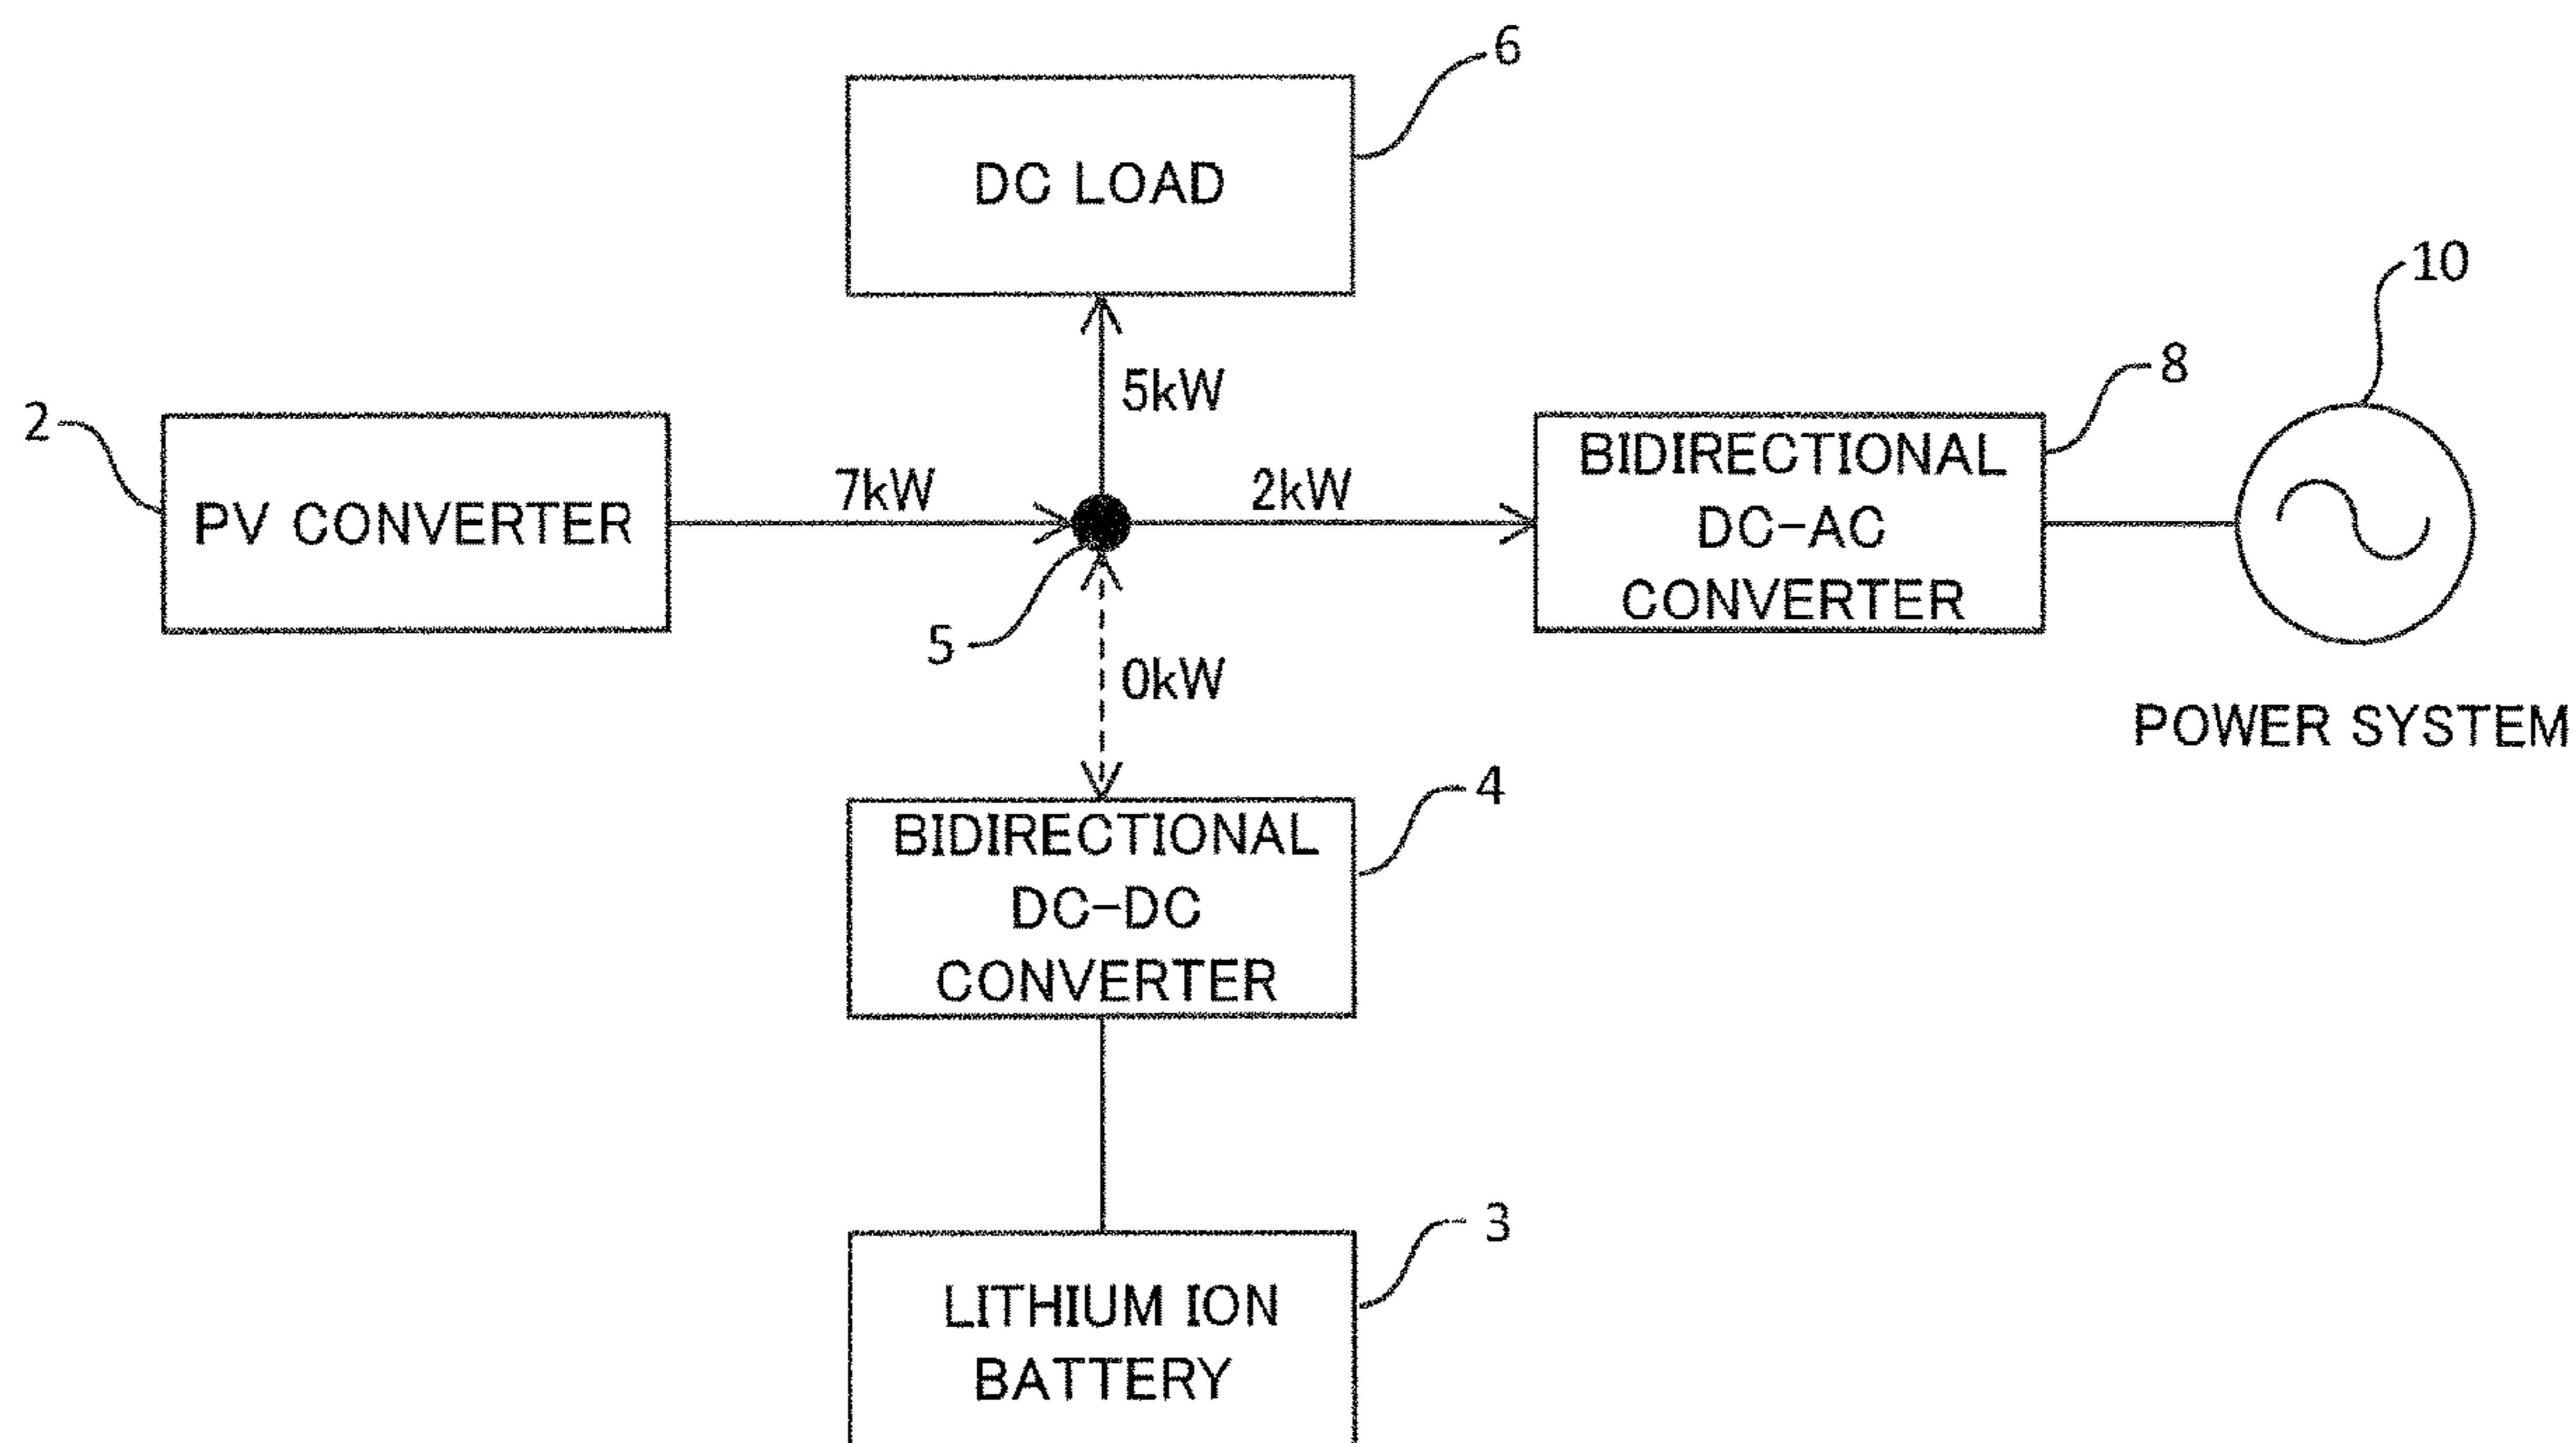 6
DC LOAD
10
5kW
8
2
PV CONVERTER
7kW
2kW
BIDIRECTIONAL
DC-AC
CONVERTER
5
0kW
POWER SYSTEM
4
BIDIRECTIONAL
DC-DC
CONVERTER
3
LITHIUM ION
BATTERY